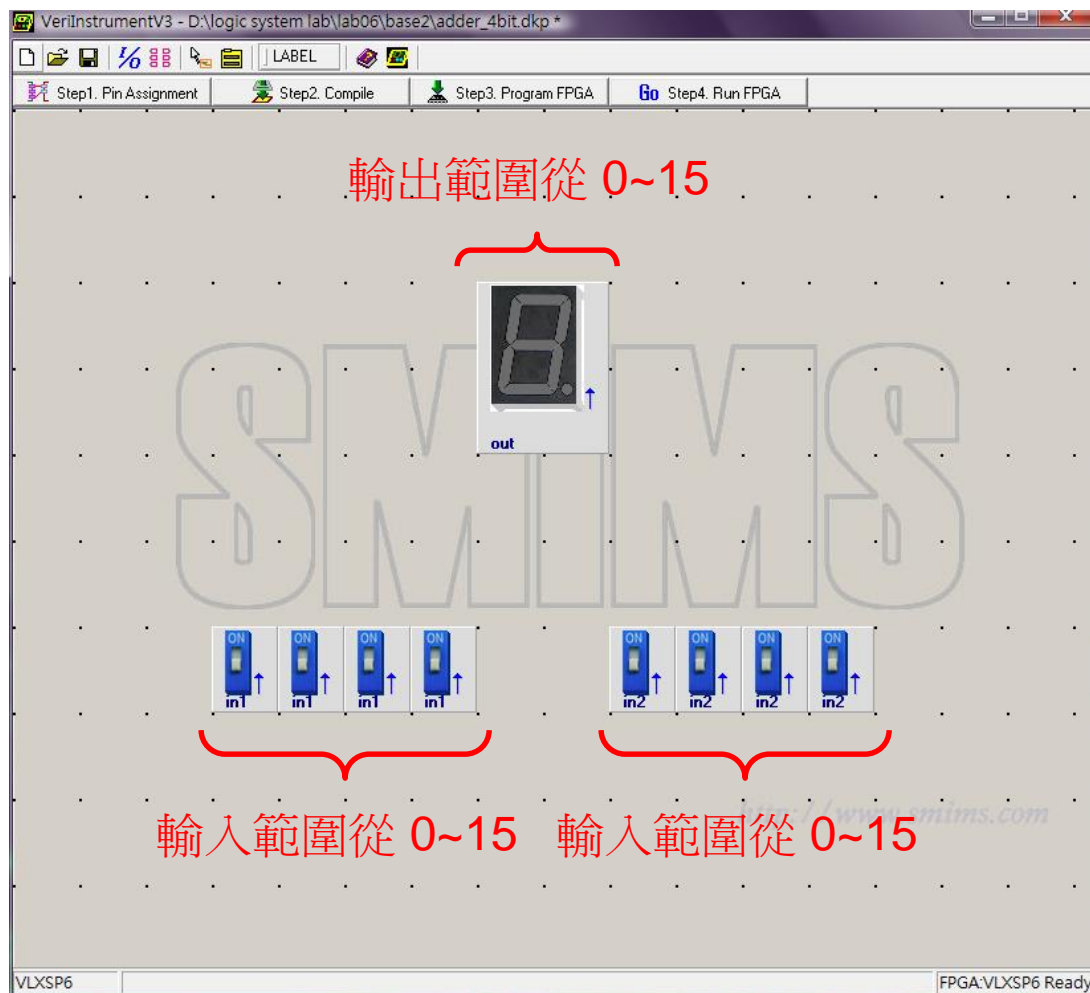 VeriInstrumentV3 - D:\logic system lab\lab06\base2\adder_4bit.dkp *
I/O LABEL
Step1. Pin Assignment Step2. Compile Step3. Program FPGA Go Step4. Run FPGA
輸出範圍從 0~15
out
SMIMS
ON ON ON ON ON ON ON ON
in1 in1 in1 in1 in2 in2 in2 in2
http://www.smims.com
輸入範圍從 0~15 輸入範圍從 0~15
VLXSP6 FPGA:VLXSP6 Ready